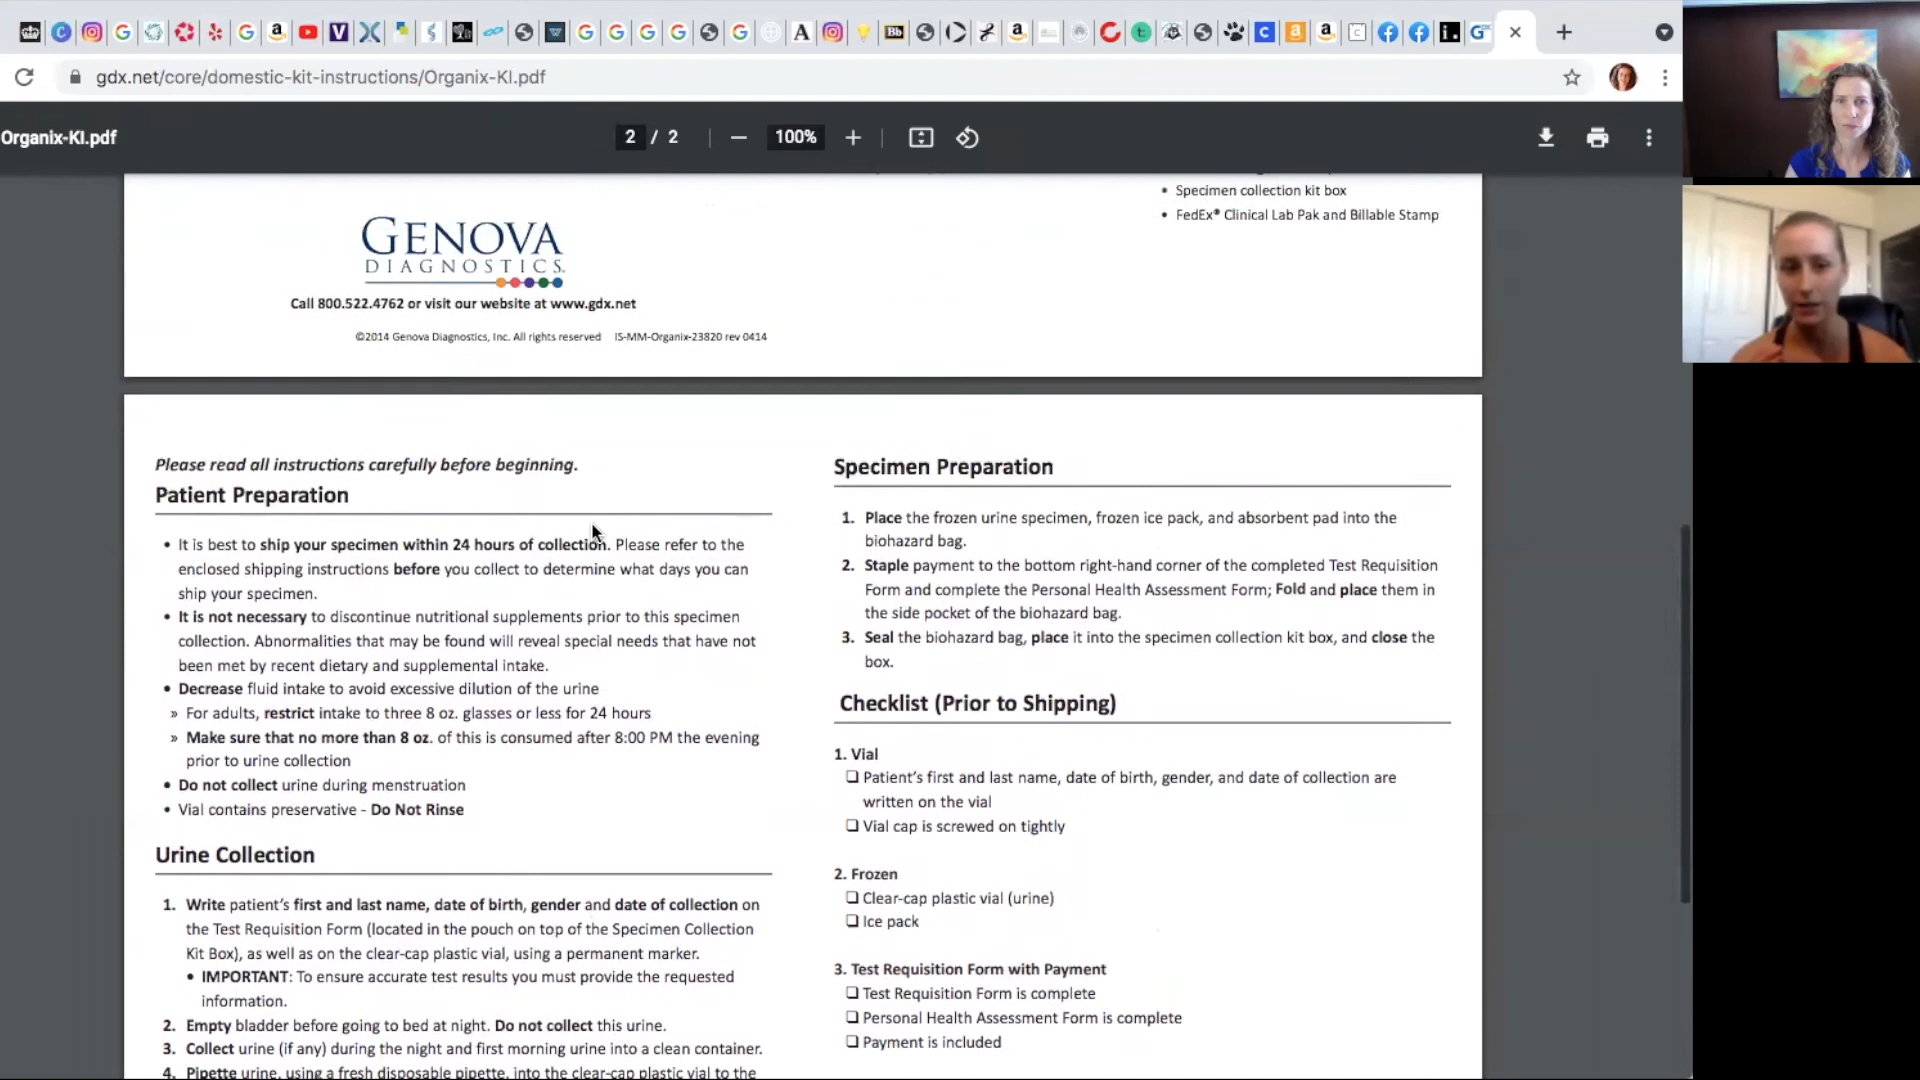 gdx.net/core/domestic-kit-instructions/Organix-KI.pdf
Organix-KI.pdf
2 / 2
100%
• Specimen collection kit box
• FedEx® Clinical Lab Pak and Billable Stamp
GENOVA
DIAGNOSTICS.
Call 800.522.4762 or visit our website at www.gdx.net
©2014 Genova Diagnostics, Inc. All rights reserved IS-MM-Organix-23820 rev 0414
Please read all instructions carefully before beginning.
Patient Preparation
• It is best to ship your specimen within 24 hours of collection. Please refer to the
enclosed shipping instructions before you collect to determine what days you can
ship your specimen.
• It is not necessary to discontinue nutritional supplements prior to this specimen
collection. Abnormalities that may be found will reveal special needs that have not
been met by recent dietary and supplemental intake.
• Decrease fluid intake to avoid excessive dilution of the urine
» For adults, restrict intake to three 8 oz. glasses or less for 24 hours
» Make sure that no more than 8 oz. of this is consumed after 8:00 PM the evening
prior to urine collection
• Do not collect urine during menstruation
• Vial contains preservative - Do Not Rinse
Urine Collection
1. Write patient's first and last name, date of birth, gender and date of collection on
the Test Requisition Form (located in the pouch on top of the Specimen Collection
Kit Box), as well as on the clear-cap plastic vial, using a permanent marker.
• IMPORTANT: To ensure accurate test results you must provide the requested
information.
2. Empty bladder before going to bed at night. Do not collect this urine.
3. Collect urine (if any) during the night and first morning urine into a clean container.
4. Pipette urine, using a fresh disposable pipette, into the clear-cap plastic vial to the
Specimen Preparation
1. Place the frozen urine specimen, frozen ice pack, and absorbent pad into the
biohazard bag.
2. Staple payment to the bottom right-hand corner of the completed Test Requisition
Form and complete the Personal Health Assessment Form; Fold and place them in
the side pocket of the biohazard bag.
3. Seal the biohazard bag, place it into the specimen collection kit box, and close the
box.
Checklist (Prior to Shipping)
1. Vial
❑ Patient's first and last name, date of birth, gender, and date of collection are
written on the vial
❑ Vial cap is screwed on tightly
2. Frozen
❑ Clear-cap plastic vial (urine)
❑ Ice pack
3. Test Requisition Form with Payment
❑ Test Requisition Form is complete
❑ Personal Health Assessment Form is complete
❑ Payment is included